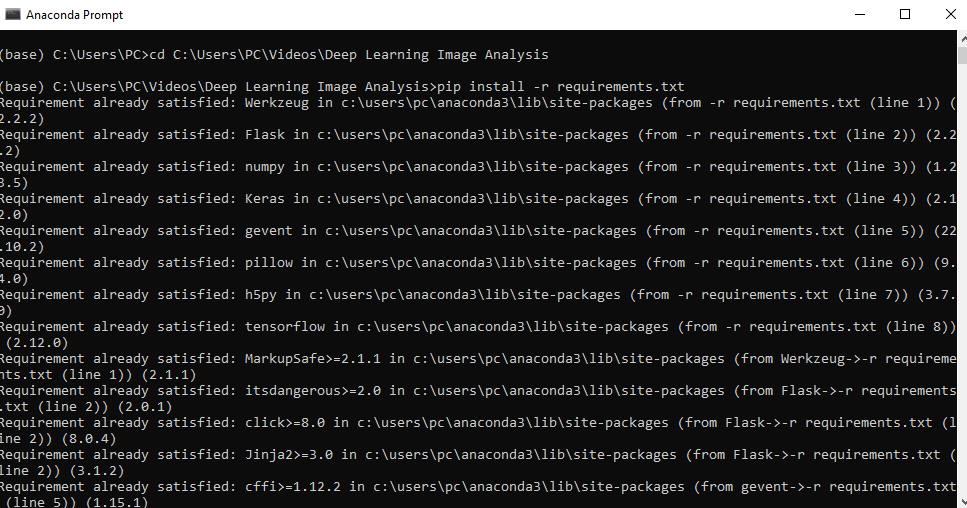 Anaconda Prompt
(base) C:\Users\PC>cd C:\Users\PC\Videos\Deep Learning Image Analysis
(base) C:\Users\PC\Videos\Deep Learning Image Analysis>pip install -r requirements.txt
Requirement already satisfied: Werkzeug in c:\users\pc\anaconda3\lib\site-packages (from -r requirements.txt (line 1)) (
2.2.2)
Requirement already satisfied: Flask in c:\users\pc\anaconda3\lib\site-packages (from -r requirements.txt (line 2)) (2.2
.2)
Requirement already satisfied: numpy in c:\users\pc\anaconda3\lib\site-packages (from -r requirements.txt (line 3)) (1.2
3.5)
Requirement already satisfied: Keras in c:\users\pc\anaconda3\lib\site-packages (from -r requirements.txt (line 4)) (2.1
2.0)
Requirement already satisfied: gevent in c:\users\pc\anaconda3\lib\site-packages (from -r requirements.txt (line 5)) (22
.10.2)
Requirement already satisfied: pillow in c:\users\pc\anaconda3\lib\site-packages (from -r requirements.txt (line 6)) (9.
4.0)
Requirement already satisfied: h5py in c:\users\pc\anaconda3\lib\site-packages (from -r requirements.txt (line 7)) (3.7.
0)
Requirement already satisfied: tensorflow in c:\users\pc\anaconda3\lib\site-packages (from -r requirements.txt (line 8))
(2.12.0)
Requirement already satisfied: MarkupSafe>=2.1.1 in c:\users\pc\anaconda3\lib\site-packages (from Werkzeug->-r requireme
nts.txt (line 1)) (2.1.1)
Requirement already satisfied: itsdangerous>=2.0 in c:\users\pc\anaconda3\lib\site-packages (from Flask->-r requirements
.txt (line 2)) (2.0.1)
Requirement already satisfied: click>=8.0 in c:\users\pc\anaconda3\lib\site-packages (from Flask->-r requirements.txt (l
ine 2)) (8.0.4)
Requirement already satisfied: Jinja2>=3.0 in c:\users\pc\anaconda3\lib\site-packages (from Flask->-r requirements.txt (
line 2)) (3.1.2)
Requirement already satisfied: cffi>=1.12.2 in c:\users\pc\anaconda3\lib\site-packages (from gevent->-r requirements.txt
(line 5)) (1.15.1)